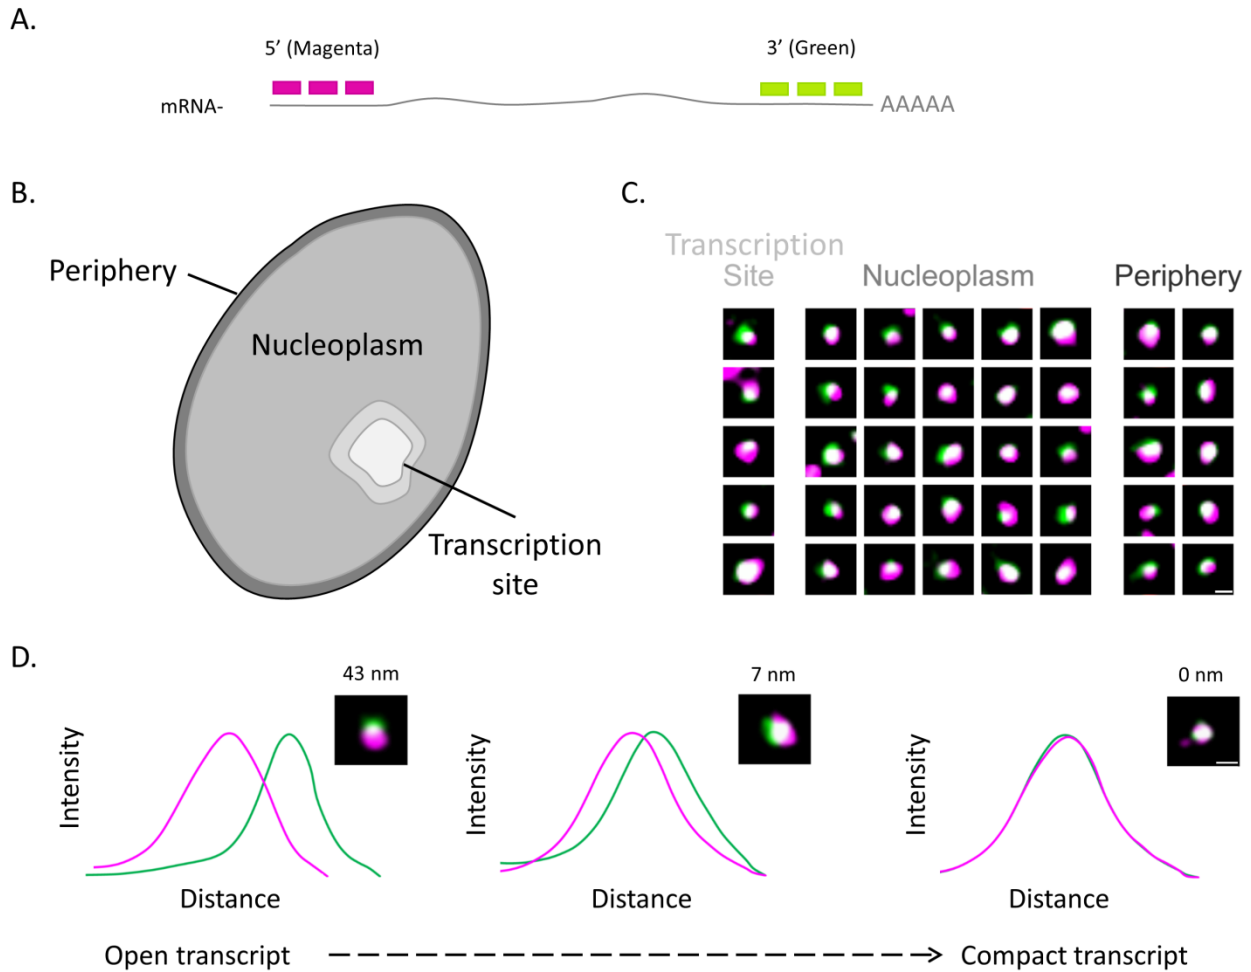 A.
5’ (Magenta)
3’ (Green)
mRNA-
AAAAA
B.
Periphery
Nucleoplasm
Transcription
site
C.
Transcription
Site
Nucleoplasm
Periphery
D.
43 nm
7 nm
0 nm
Intensity
Intensity
Intensity
Distance
Distance
Distance
Open transcript
Compact transcript